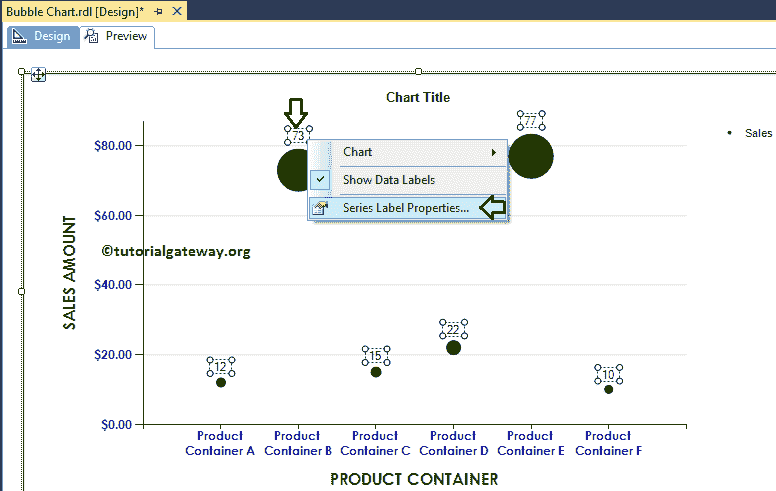 Bubble Chart.rdl [Design]*
Design
Preview
Chart Title
73
77
$80.00
Chart
Sales
Show Data Labels
Series Label Properties...
$60.00
©tutorialgateway.org
SALES AMOUNT
$40.00
22
15
$20.00
12
10
$0.00
Product Container A
Product Container B
Product Container C
Product Container D
Product Container E
Product Container F
PRODUCT CONTAINER